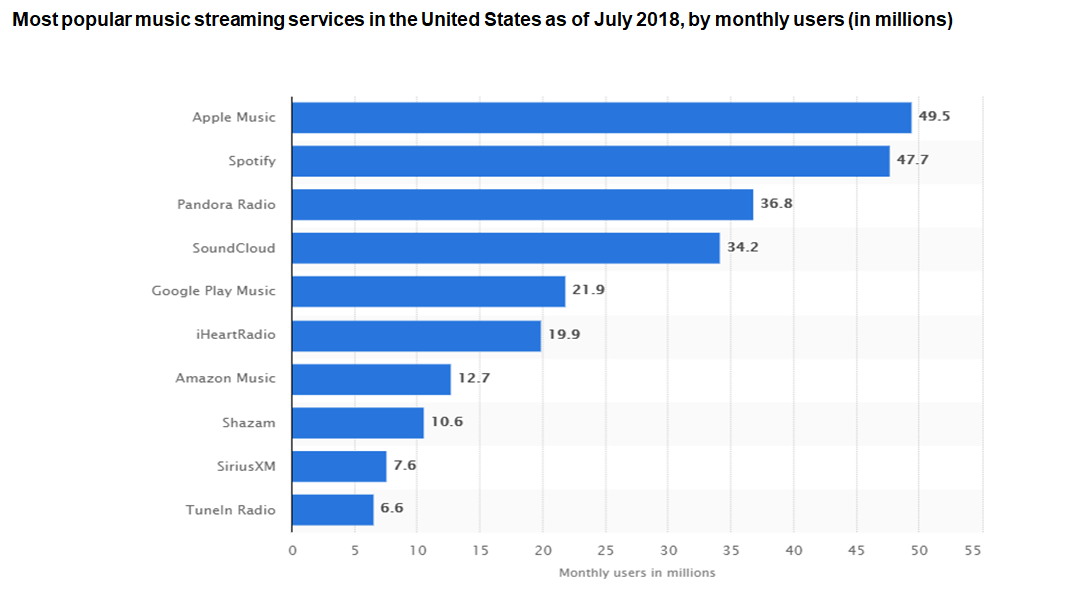 Most popular music streaming services in the United States as of July 2018, by monthly users (in millions)
Apple Music 49.5
Spotify 47.7
Pandora Radio 36.8
SoundCloud 34.2
Google Play Music 21.9
iHeartRadio 19.9
Amazon Music 12.7
Shazam 10.6
SiriusXM 7.6
TuneIn Radio 6.6
0 5 10 15 20 25 30 35 40 45 50 55
Monthly users in millions